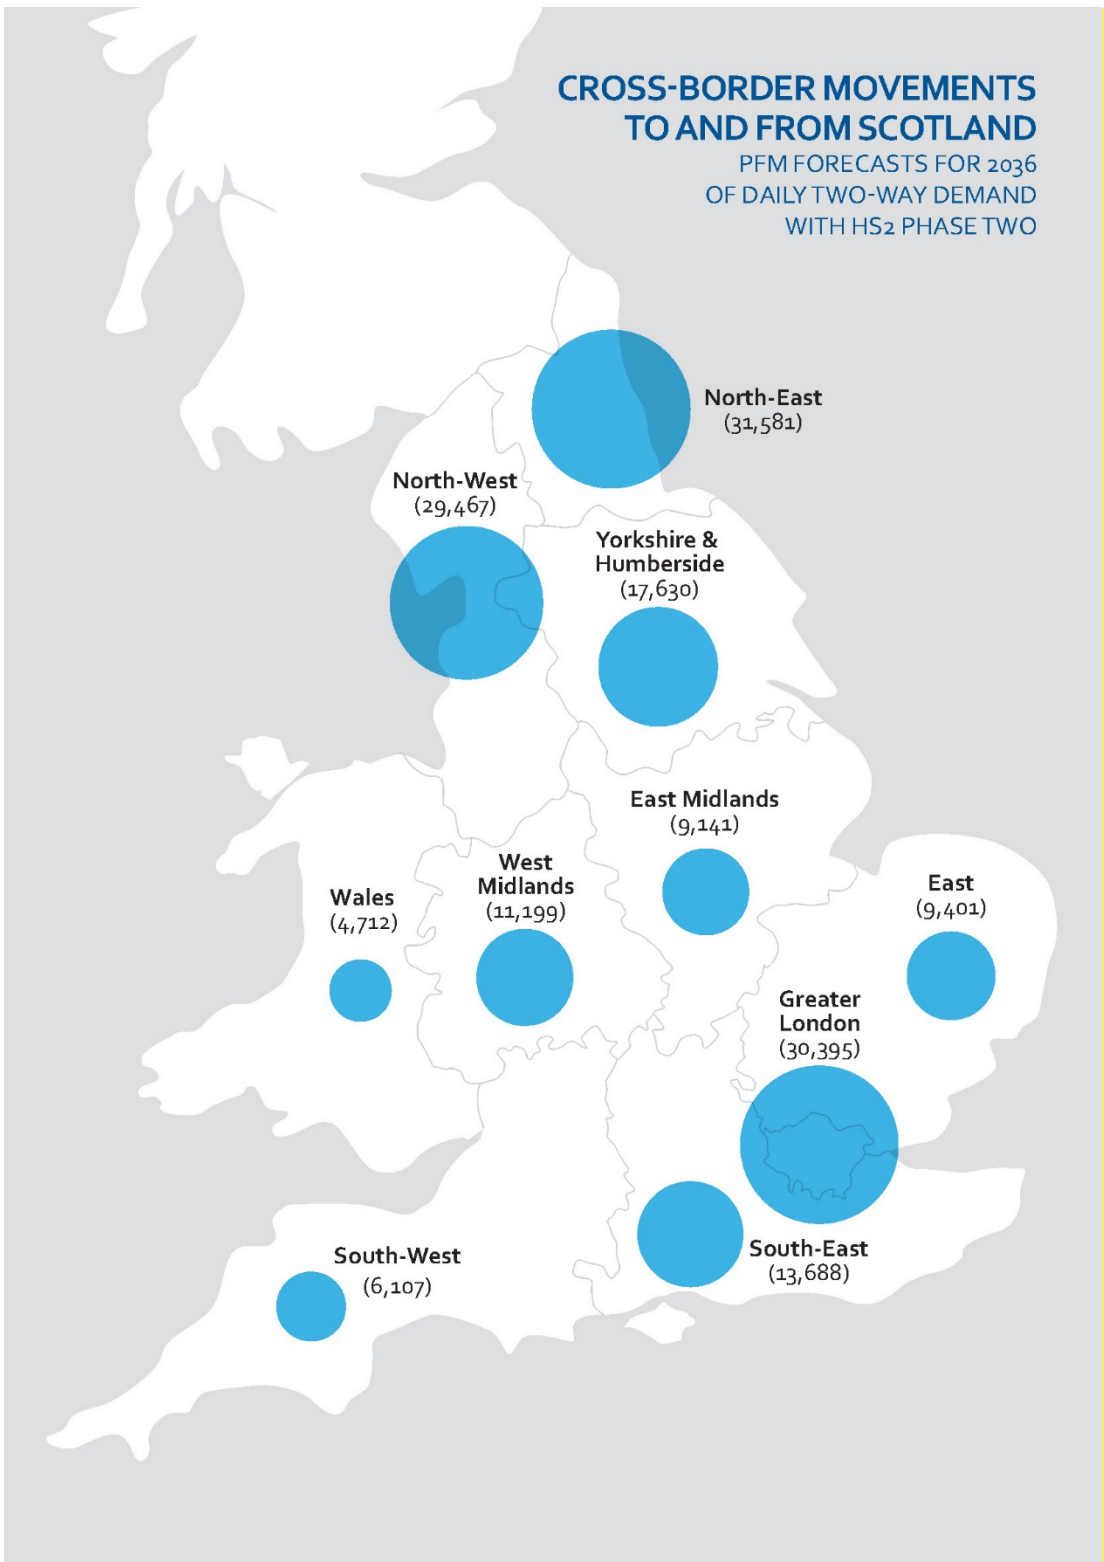 CROSS-BORDER MOVEMENTS
TO AND FROM SCOTLAND
PFM FORECASTS FOR 2036
OF DAILY TWO-WAY DEMAND
WITH HS2 PHASE TWO
North-East
(31,581)
North-West
(29,467)
Yorkshire &
Humberside
(17,630)
East Midlands
(9,141)
West
Midlands
(11,199)
Wales
(4,712)
East
(9,401)
Greater
London
(30,395)
South-East
(13,688)
South-West
(6,107)